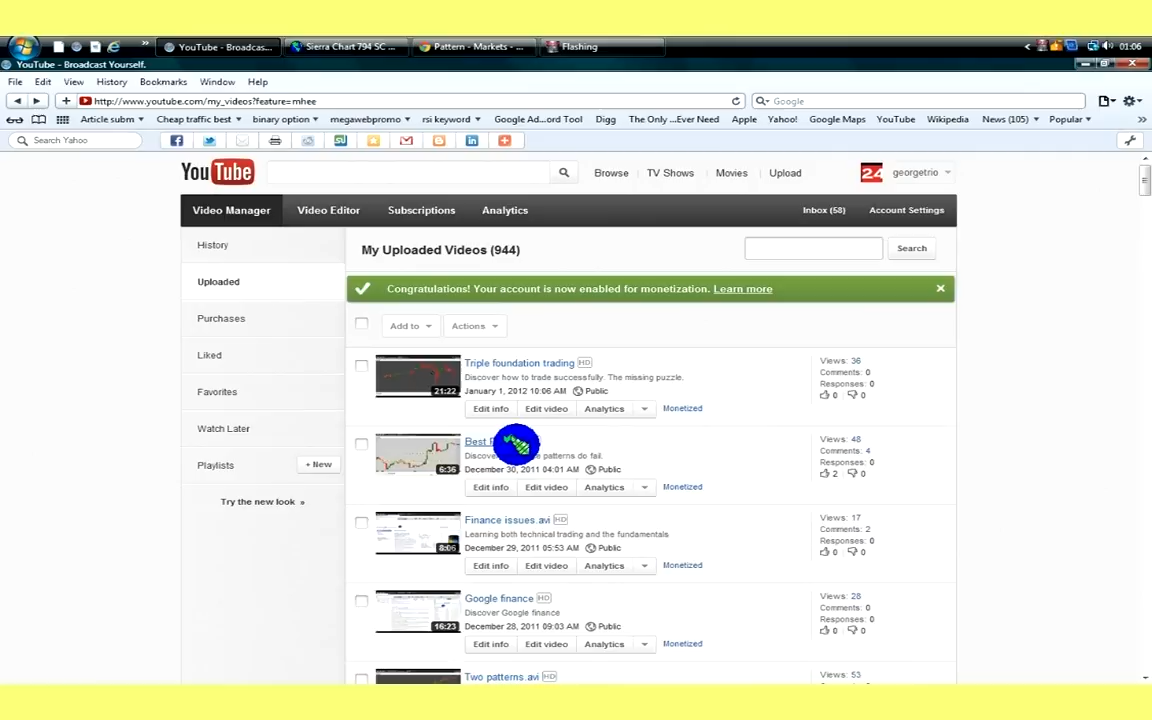 YouTube - Broadcas... Sierra Chart 794 SC ... Pattern - Markets - ... Flashing 01:06
YouTube - Broadcast Yourself.
File Edit View History Bookmarks Window Help
http://www.youtube.com/my_videos?feature=mhee Google
Article subm Cheap traffic best binary option megawebpromo rsi keyword Google Ad...ord Tool Digg The Only ...Ever Need Apple Yahoo! Google Maps YouTube Wikipedia News (105) Popular
Search Yahoo
YouTube Browse TV Shows Movies Upload 24 georgetrio
Video Manager Video Editor Subscriptions Analytics Inbox (58) Account Settings
History
My Uploaded Videos (944) Search
Uploaded
Congratulations! Your account is now enabled for monetization. Learn more
Purchases
Add to Actions
Liked
Triple foundation trading HD Views: 36
Discover how to trade successfully. The missing puzzle. Comments: 0
January 1, 2012 10:06 AM Public Responses: 0
21:22 0 0
Favorites
Edit info Edit video Analytics Monetized
Watch Later
Best Views: 48
patterns do fail. Comments: 4
December 30, 2011 04:01 AM Public Responses: 0
6:36 2 0
Playlists + New
Edit info Edit video Analytics Monetized
Try the new look »
Finance issues.avi HD Views: 17
Learning both technical trading and the fundamentals Comments: 2
December 29, 2011 05:53 AM Public Responses: 0
8:06 0 0
Edit info Edit video Analytics Monetized
Google finance HD Views: 28
Discover Google finance Comments: 0
December 28, 2011 09:03 AM Public Responses: 0
16:23 0 0
Edit info Edit video Analytics Monetized
Two patterns.avi HD Views: 53